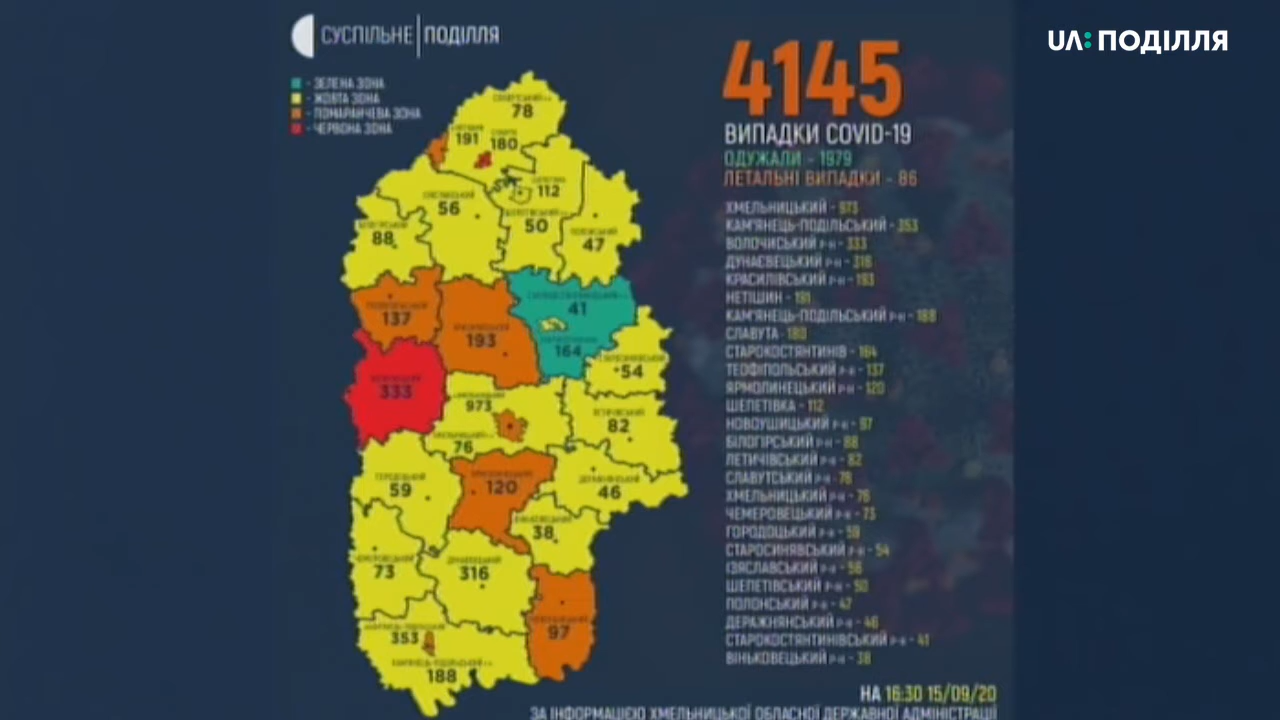 СУСПІЛЬНЕ ПОДІЛЛЯ
UA: ПОДІЛЛЯ
- ЗЕЛЕНА ЗОНА
- ЖОВТА ЗОНА
- ПОМАРАНЧЕВА ЗОНА
- ЧЕРВОНА ЗОНА
4145
ВИПАДКИ COVID-19
ОДУЖАЛИ - 1979
ЛЕТАЛЬНІ ВИПАДКИ - 86
ХМЕЛЬНИЦЬКИЙ - 973
КАМ'ЯНЕЦЬ-ПОДІЛЬСЬКИЙ - 353
ВОЛОЧИСЬКИЙ р-н - 333
ДУНАЄВЕЦЬКИЙ - 316
КРАСИЛІВСЬКИЙ р-н - 193
НЕТІШИН - 191
КАМ'ЯНЕЦЬ-ПОДІЛЬСЬКИЙ р-н - 188
СЛАВУТА - 180
СТАРОКОСТЯНТИНІВ - 164
ТЕОФІПОЛЬСЬКИЙ р-н - 137
ЯРМОЛИНЕЦЬКИЙ р-н - 120
ШЕПЕТІВКА - 112
НОВОУШИЦЬКИЙ р-н - 97
БІЛОГІРСЬКИЙ р-н - 88
ЛЕТИЧІВСЬКИЙ р-н - 82
СЛАВУТСЬКИЙ р-н - 78
ХМЕЛЬНИЦЬКИЙ р-н - 76
ЧЕМЕРОВЕЦЬКИЙ р-н - 73
ГОРОДОЦЬКИЙ р-н - 59
СТАРОСИНЯВСЬКИЙ р-н - 54
ІЗЯСЛАВСЬКИЙ р-н - 56
ШЕПЕТІВСЬКИЙ р-н - 50
ПОЛОНСЬКИЙ р-н - 47
ДЕРАЖНЯНСЬКИЙ р-н - 46
СТАРОКОСТЯНТИНІВСЬКИЙ р-н - 41
ВІНЬКОВЕЦЬКИЙ р-н - 38
78
191
180
112
56
50
88
47
41
137
193
164
54
333
973
82
76
59
120
46
38
73
316
97
353
188
НА 16:30 15/09/20
ЗА ІНФОРМАЦІЄЮ ХМЕЛЬНИЦЬКОЇ ОБЛАСНОЇ ДЕРЖАВНОЇ АДМІНІСТРАЦІЇ